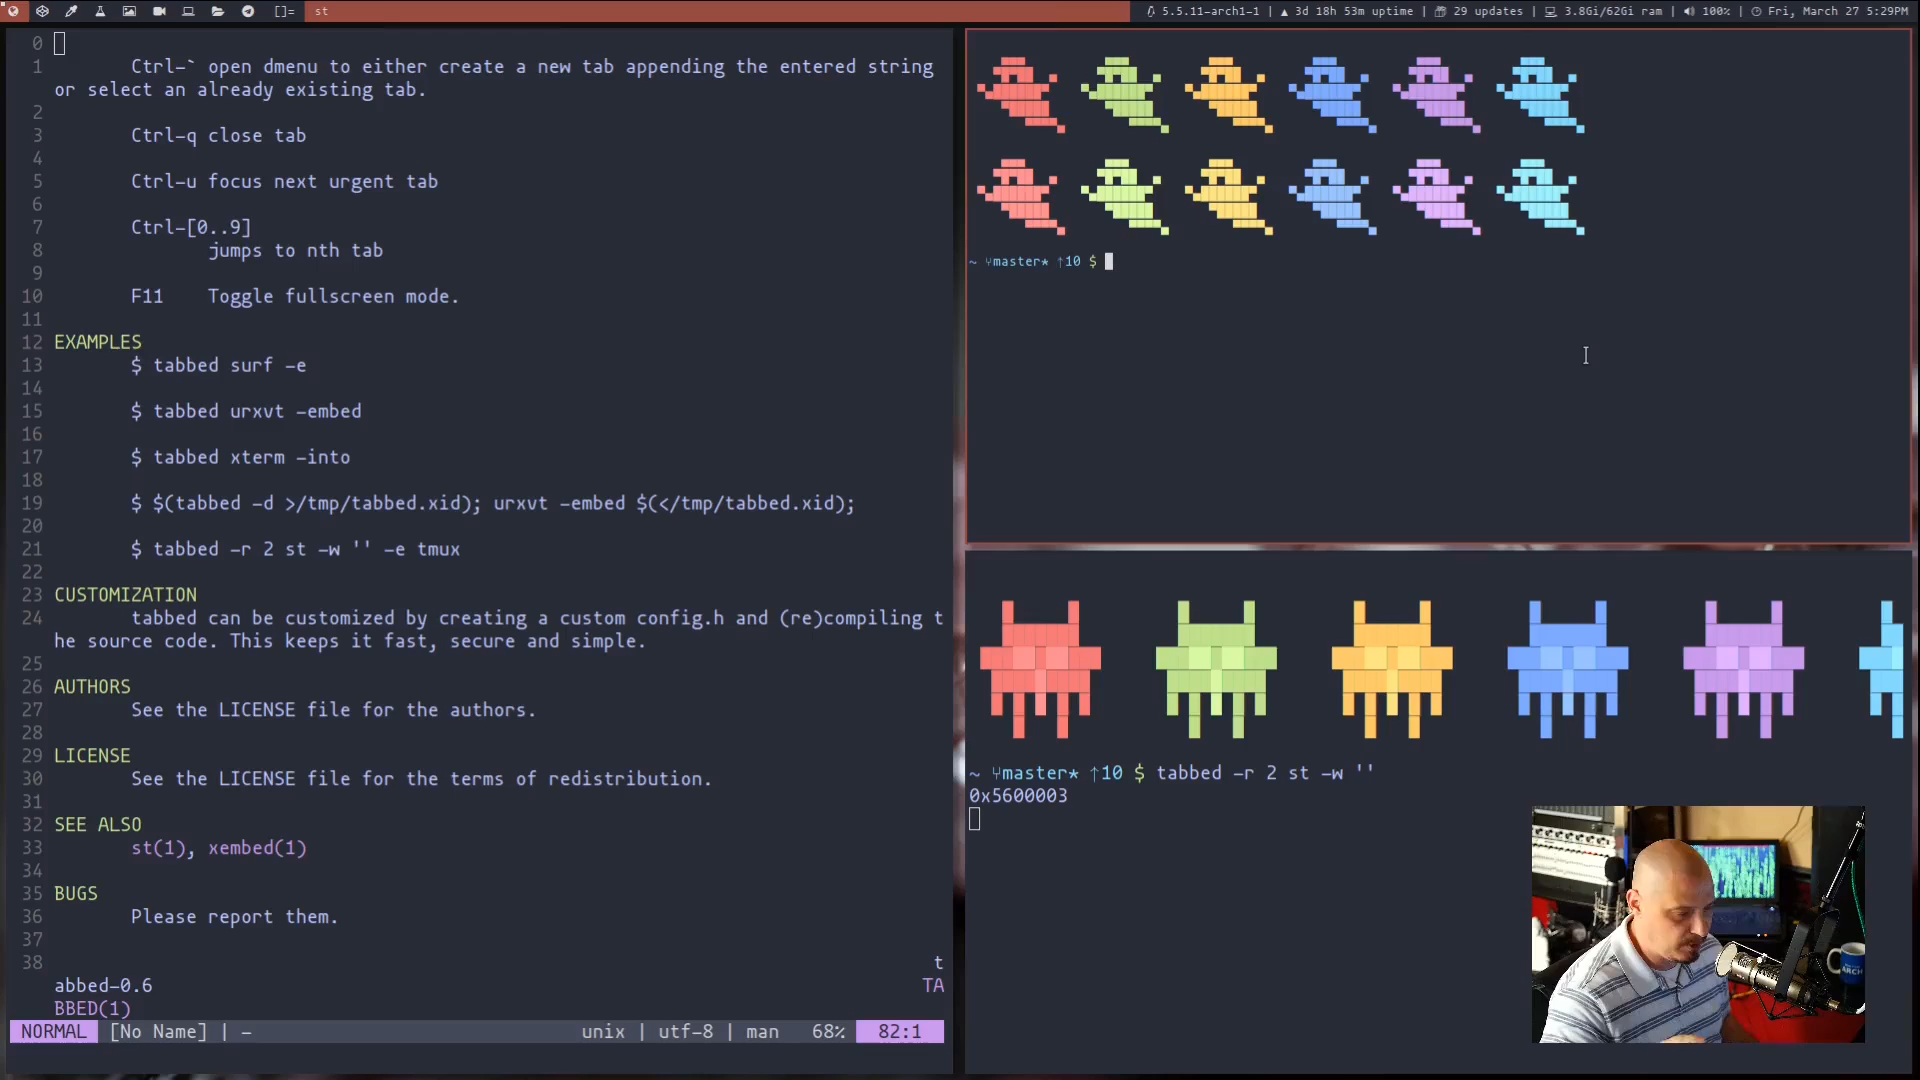 []= st 5.5.11-arch1-1 | ▲ 3d 18h 53m uptime | 29 updates | 3.8Gi/62Gi ram | 100% | Fri, March 27 5:29PM
0
1 Ctrl-` open dmenu to either create a new tab appending the entered string
or select an already existing tab.
2
3 Ctrl-q close tab
4
5 Ctrl-u focus next urgent tab
6
7 Ctrl-[0..9]
8 jumps to nth tab
9
10 F11 Toggle fullscreen mode.
11
12 EXAMPLES
13 $ tabbed surf -e
14
15 $ tabbed urxvt -embed
16
17 $ tabbed xterm -into
18
19 $ $(tabbed -d >/tmp/tabbed.xid); urxvt -embed $(</tmp/tabbed.xid);
20
21 $ tabbed -r 2 st -w '' -e tmux
22
23 CUSTOMIZATION
24 tabbed can be customized by creating a custom config.h and (re)compiling t
he source code. This keeps it fast, secure and simple.
25
26 AUTHORS
27 See the LICENSE file for the authors.
28
29 LICENSE
30 See the LICENSE file for the terms of redistribution.
31
32 SEE ALSO
33 st(1), xembed(1)
34
35 BUGS
36 Please report them.
37
38 t
abbed-0.6 TA
BBED(1)
NORMAL [No Name] | - unix | utf-8 | man 68% 82:1
~ master* ↑10 $
~ master* ↑10 $ tabbed -r 2 st -w ''
0x5600003
ARCH